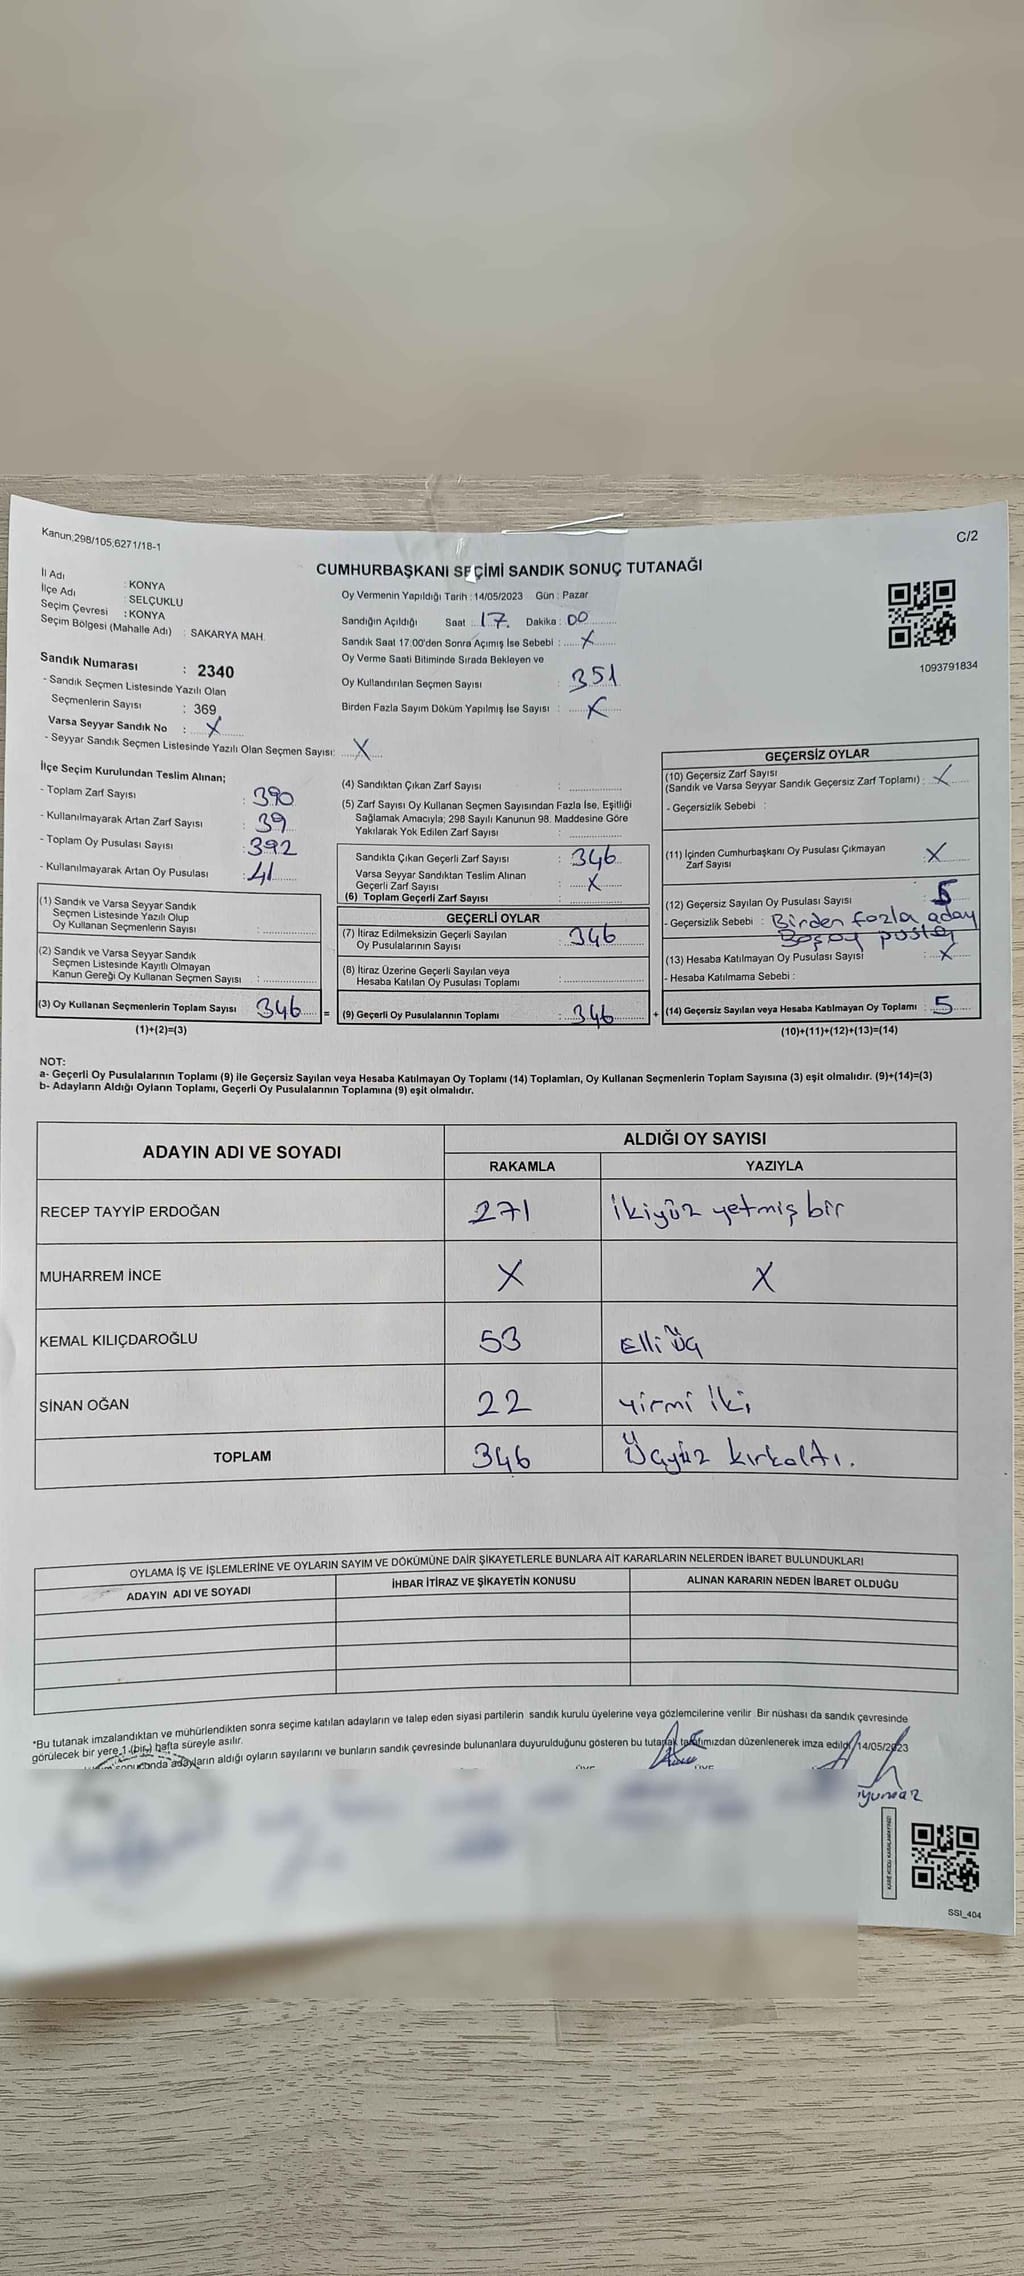 Kanun;298/105,6271/18-1
C/2
CUMHURBAŞKANI SEÇİMİ SANDIK SONUÇ TUTANAĞI
İl Adı : KONYA
İlçe Adı : SELÇUKLU
Seçim Çevresi : KONYA
Seçim Bölgesi (Mahalle Adı) : SAKARYA MAH.
Sandık Numarası : 2340
- Sandık Seçmen Listesinde Yazılı Olan
Seçmenlerin Sayısı : 369
Varsa Seyyar Sandık No : X
- Seyyar Sandık Seçmen Listesinde Yazılı Olan Seçmen Sayısı: X
Oy Vermenin Yapıldığı Tarih : 14/05/2023 Gün : Pazar
Sandığın Açıldığı Saat : 17. Dakika : 00
Sandık Saat 17.00'den Sonra Açımış İse Sebebi : X
Oy Verme Saati Bitiminde Sırada Bekleyen ve
Oy Kullandırılan Seçmen Sayısı : 351
Birden Fazla Sayım Döküm Yapılmış İse Sayısı : X
1093791834
İlçe Seçim Kurulundan Teslim Alınan;
- Toplam Zarf Sayısı : 390
- Kullanılmayarak Artan Zarf Sayısı : 39
- Toplam Oy Pusulası Sayısı : 392
- Kullanılmayarak Artan Oy Pusulası : 41
(1) Sandık ve Varsa Seyyar Sandık
Seçmen Listesinde Yazılı Olup
Oy Kullanan Seçmenlerin Sayısı :
(2) Sandık ve Varsa Seyyar Sandık
Seçmen Listesinde Kayıtlı Olmayan
Kanun Gereği Oy Kullanan Seçmen Sayısı :
(3) Oy Kullanan Seçmenlerin Toplam Sayısı 346 =
(1)+(2)=(3)
(4) Sandıktan Çıkan Zarf Sayısı :
(5) Zarf Sayısı Oy Kullanan Seçmen Sayısından Fazla İse, Eşitliği
Sağlamak Amacıyla; 298 Sayılı Kanunun 98. Maddesine Göre
Yakılarak Yok Edilen Zarf Sayısı :
Sandıkta Çıkan Geçerli Zarf Sayısı : 346
Varsa Seyyar Sandıktan Teslim Alınan
Geçerli Zarf Sayısı : X
(6) Toplam Geçerli Zarf Sayısı :
GEÇERLİ OYLAR
(7) İtiraz Edilmeksizin Geçerli Sayılan
Oy Pusulalarının Sayısı : 346
(8) İtiraz Üzerine Geçerli Sayılan veya
Hesaba Katılan Oy Pusulası Toplamı :
(9) Geçerli Oy Pusulalarının Toplamı : 346 +
GEÇERSİZ OYLAR
(10) Geçersiz Zarf Sayısı
(Sandık ve Varsa Seyyar Sandık Geçersiz Zarf Toplamı) : X
- Geçersizlik Sebebi :
(11) İçinden Cumhurbaşkanı Oy Pusulası Çıkmayan
Zarf Sayısı : X
(12) Geçersiz Sayılan Oy Pusulası Sayısı : 5
- Geçersizlik Sebebi : Birden fazla aday
(13) Hesaba Katılmayan Oy Pusulası Sayısı : X
- Hesaba Katılmama Sebebi :
(14) Geçersiz Sayılan veya Hesaba Katılmayan Oy Toplamı : 5
(10)+(11)+(12)+(13)=(14)
NOT:
a- Geçerli Oy Pusulalarının Toplamı (9) ile Geçersiz Sayılan veya Hesaba Katılmayan Oy Toplamı (14) Toplamları, Oy Kullanan Seçmenlerin Toplam Sayısına (3) eşit olmalıdır. (9)+(14)=(3)
b- Adayların Aldığı Oyların Toplamı, Geçerli Oy Pusulalarının Toplamına (9) eşit olmalıdır.
ADAYIN ADI VE SOYADI ALDIĞI OY SAYISI
RAKAMLA YAZIYLA
RECEP TAYYİP ERDOĞAN 271 İkiyüz yetmiş bir
MUHARREM İNCE X X
KEMAL KILIÇDAROĞLU 53 Elli üç
SİNAN OĞAN 22 yirmi iki
TOPLAM 346 Üçyüz kırkaltı.
OYLAMA İŞ VE İŞLEMLERİNE VE OYLARIN SAYIM VE DÖKÜMÜNE DAİR ŞİKAYETLERLE BUNLARA AİT KARARLARIN NELERDEN İBARET BULUNDUKLARI
ADAYIN ADI VE SOYADI İHBAR İTİRAZ VE ŞİKAYETİN KONUSU ALINAN KARARIN NEDEN İBARET OLDUĞU
*Bu tutanak imzalandıktan ve mühürlendikten sonra seçime katılan adayların ve talep eden siyasi partilerin sandık kurulu üyelerine veya gözlemcilerine verilir. Bir nüshası da sandık çevresinde
görülecek bir yere 1 (bir) hafta süreyle asılır.
sonucunda adayların aldığı oyların sayılarını ve bunların sandık çevresinde bulunanlara duyurulduğunu gösteren bu tutanak tarafımızdan düzenlenerek imza edildi. 14/05/2023
SSI_404